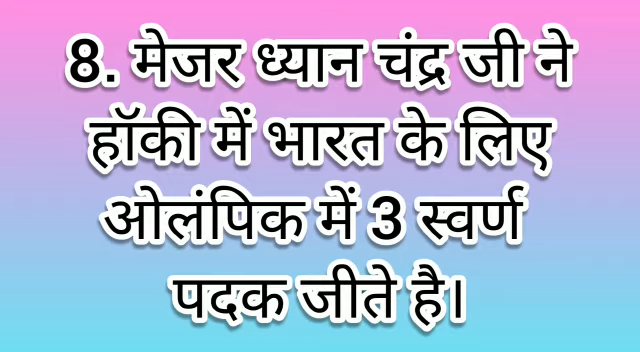 8. मेजर ध्यान चंद्र जी ने
हॉकी में भारत के लिए
ओलंपिक में 3 स्वर्ण
पदक जीते है।